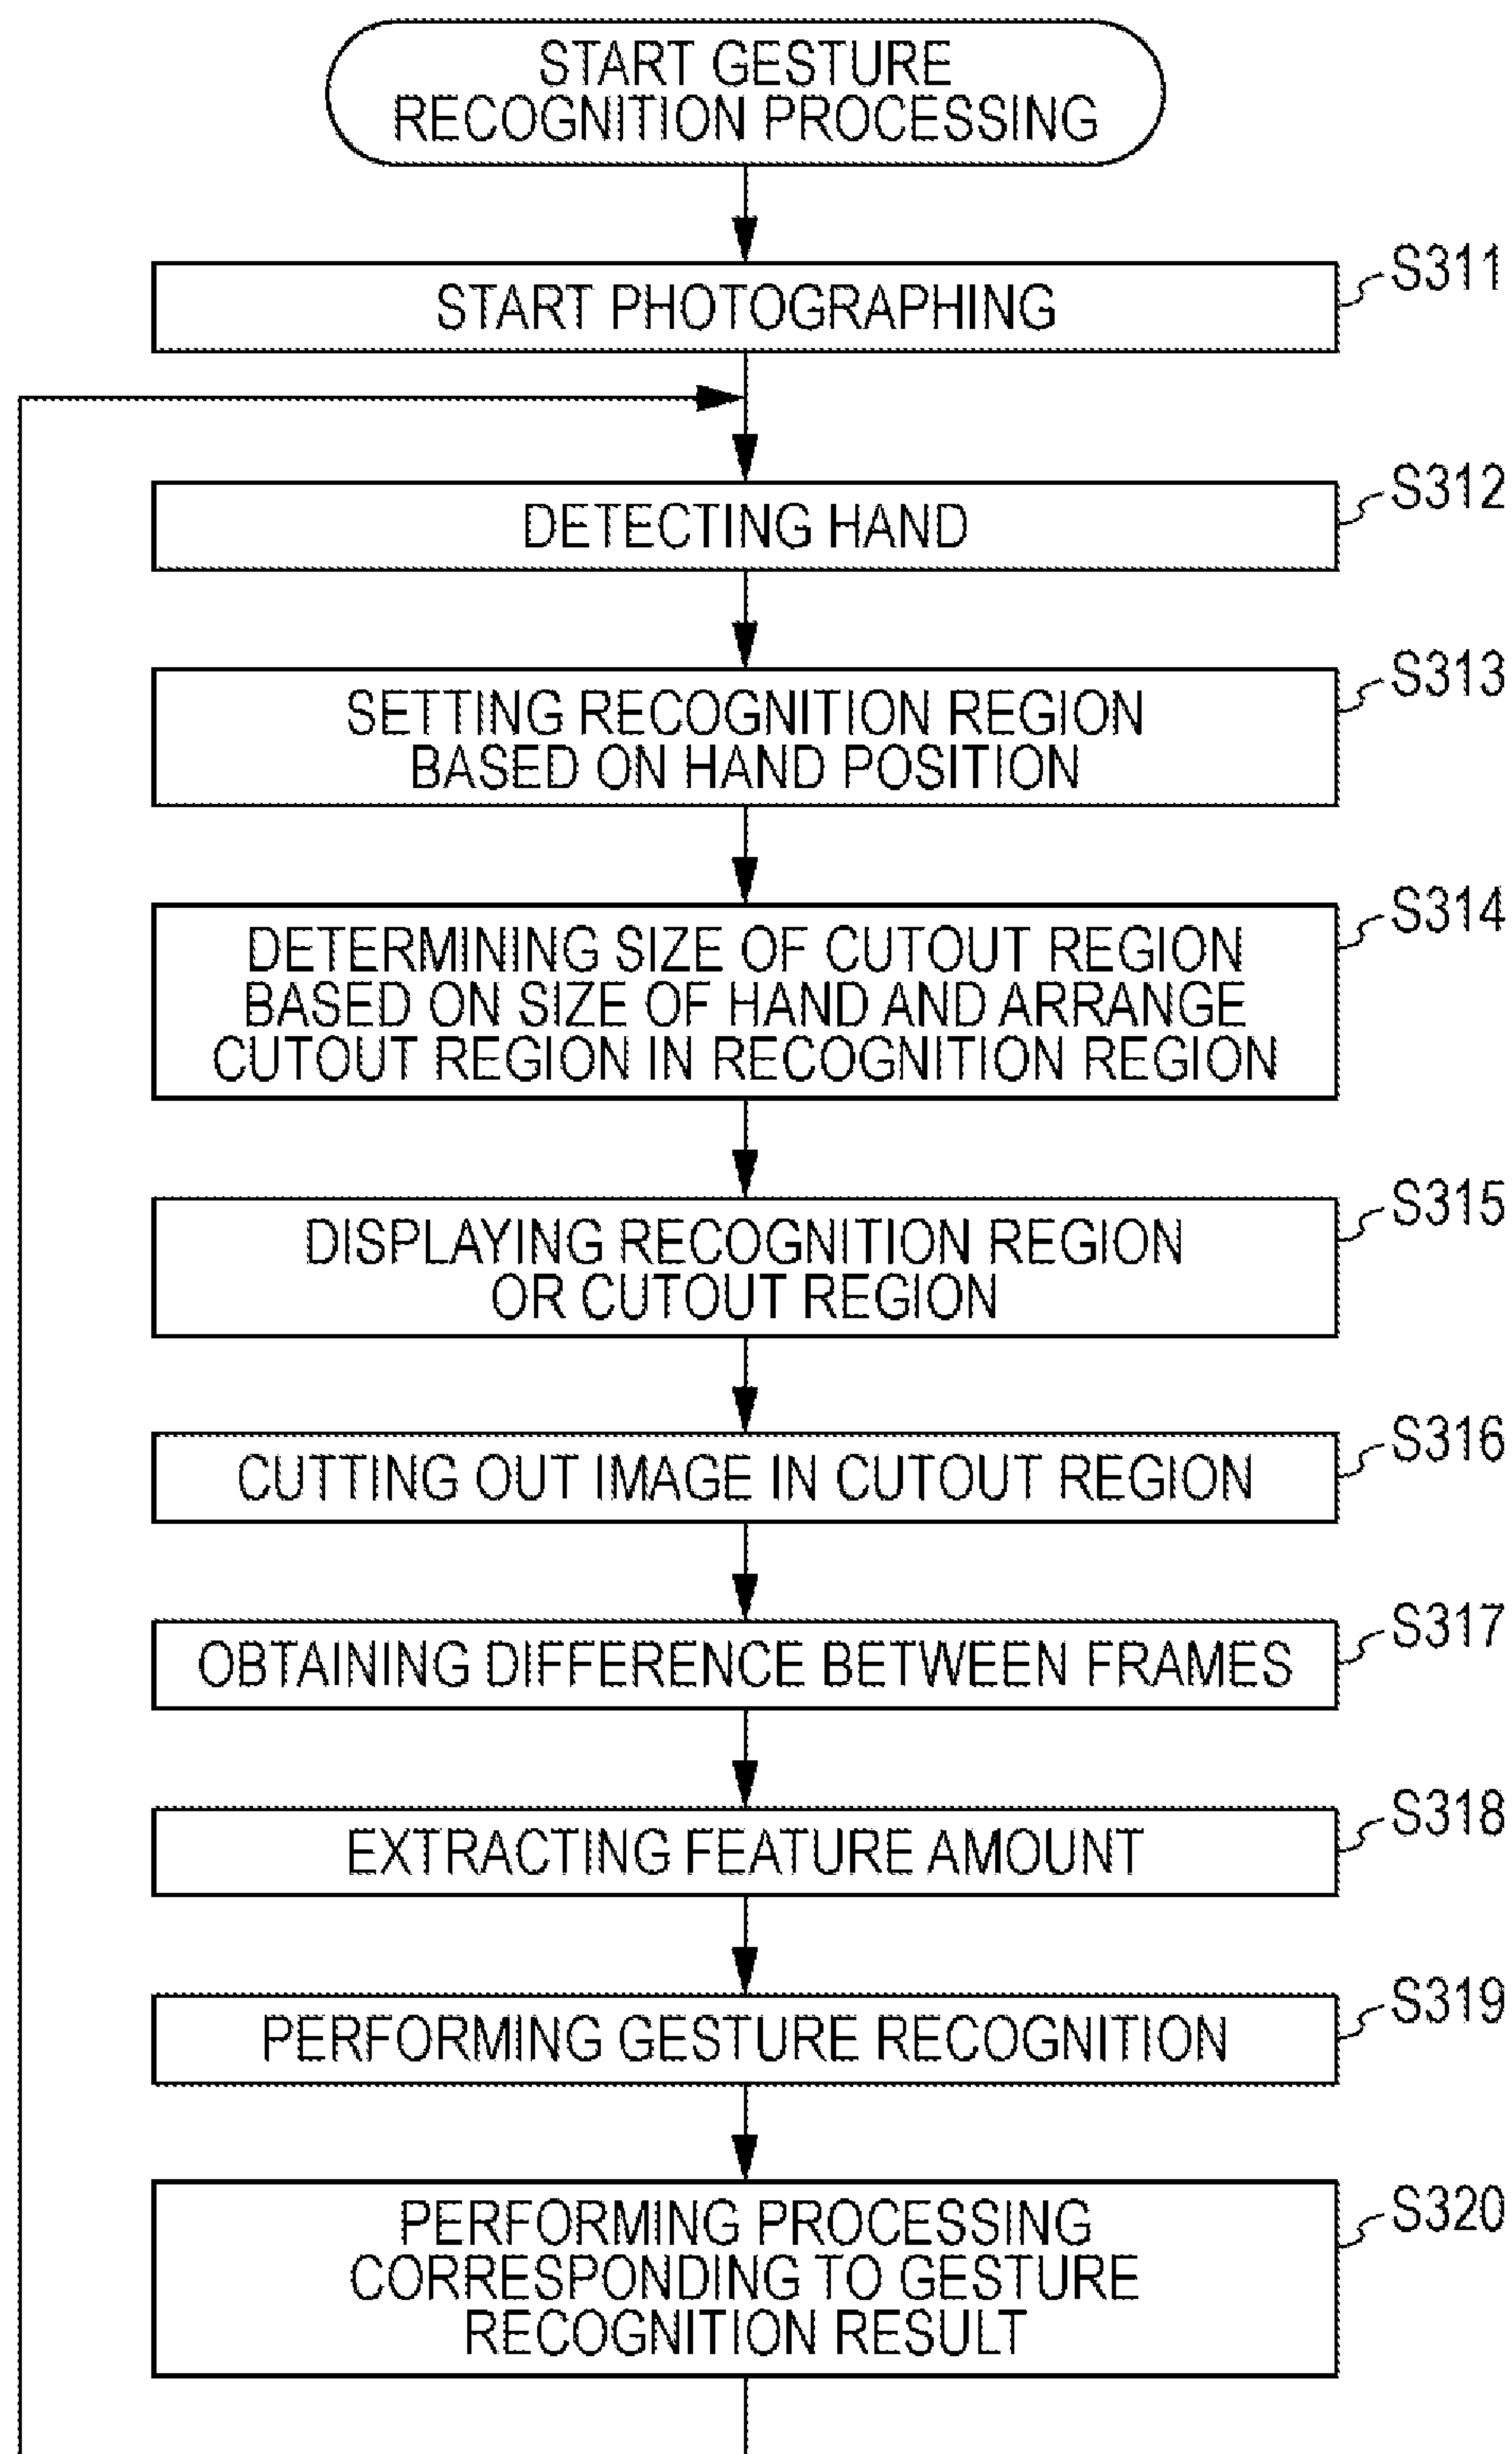 START GESTURE
RECOGNITION PROCESSING
S311
START PHOTOGRAPHING
S312
DETECTING HAND
S313
SETTING RECOGNITION REGION
BASED ON HAND POSITION
S314
DETERMINING SIZE OF CUTOUT REGION
BASED ON SIZE OF HAND AND ARRANGE
CUTOUT REGION IN RECOGNITION REGION
S315
DISPLAYING RECOGNITION REGION
OR CUTOUT REGION
S316
CUTTING OUT IMAGE IN CUTOUT REGION
S317
OBTAINING DIFFERENCE BETWEEN FRAMES
S318
EXTRACTING FEATURE AMOUNT
S319
PERFORMING GESTURE RECOGNITION
S320
PERFORMING PROCESSING
CORRESPONDING TO GESTURE
RECOGNITION RESULT